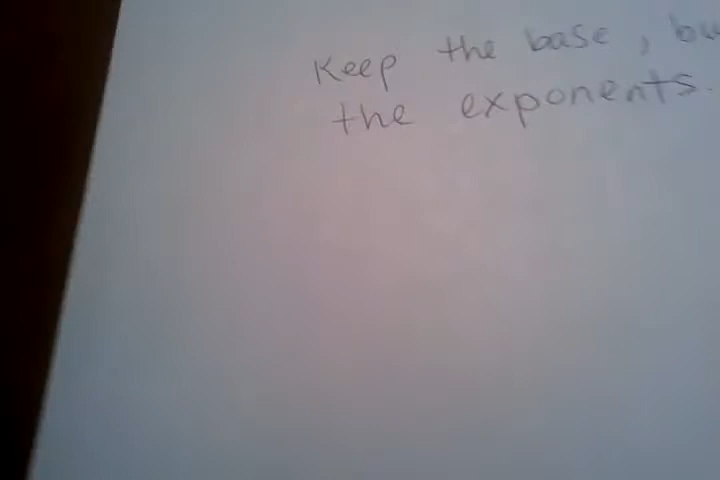 Keep the base,
the exponents.